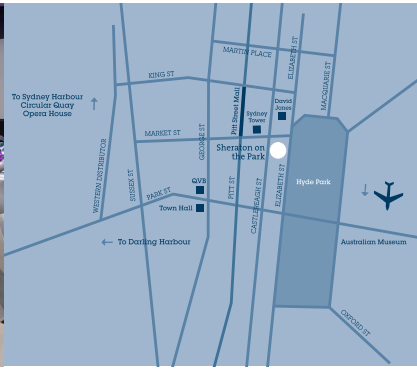 MARTIN PLACE
ELIZABETH ST
MACQUARIE ST
KING ST
To Sydney Harbour
Circular Quay
Opera House
Pitt Street Mall
David
Jones
Sydney
Tower
MARKET ST
GEORGE ST
Sheraton on
the Park
WESTERN DISTRIBUTOR
SUSSEX ST
QVB
PARK ST
Town Hall
PITT ST
CASTLEREAGH ST
ELIZABETH ST
Hyde Park
To Darling Harbour
Australian Museum
OXFORD ST